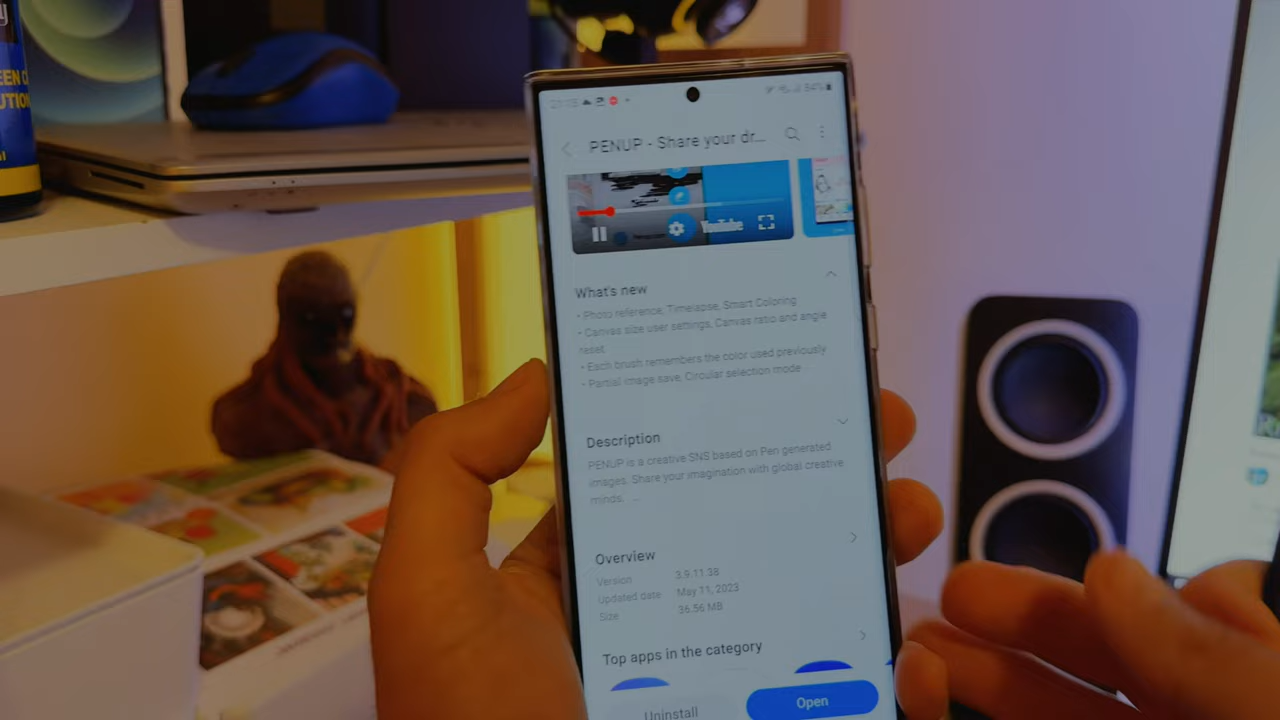 EEN C
UTION
84%
PENUP - Share your dr...
YouTube
What's new
• Photo reference, Timelapse, Smart Coloring
• Canvas size user settings, Canvas ratio and angle
reset
• Each brush remembers the color used previously
• Partial image save, Circular selection mode
Description
PENUP is a creative SNS based on Pen generated
images. Share your imagination with global creative
minds. ...
Overview
Version 3.9.11.38
Updated date May 11, 2023
Size 36.56 MB
Top apps in the category
Uninstall
Open